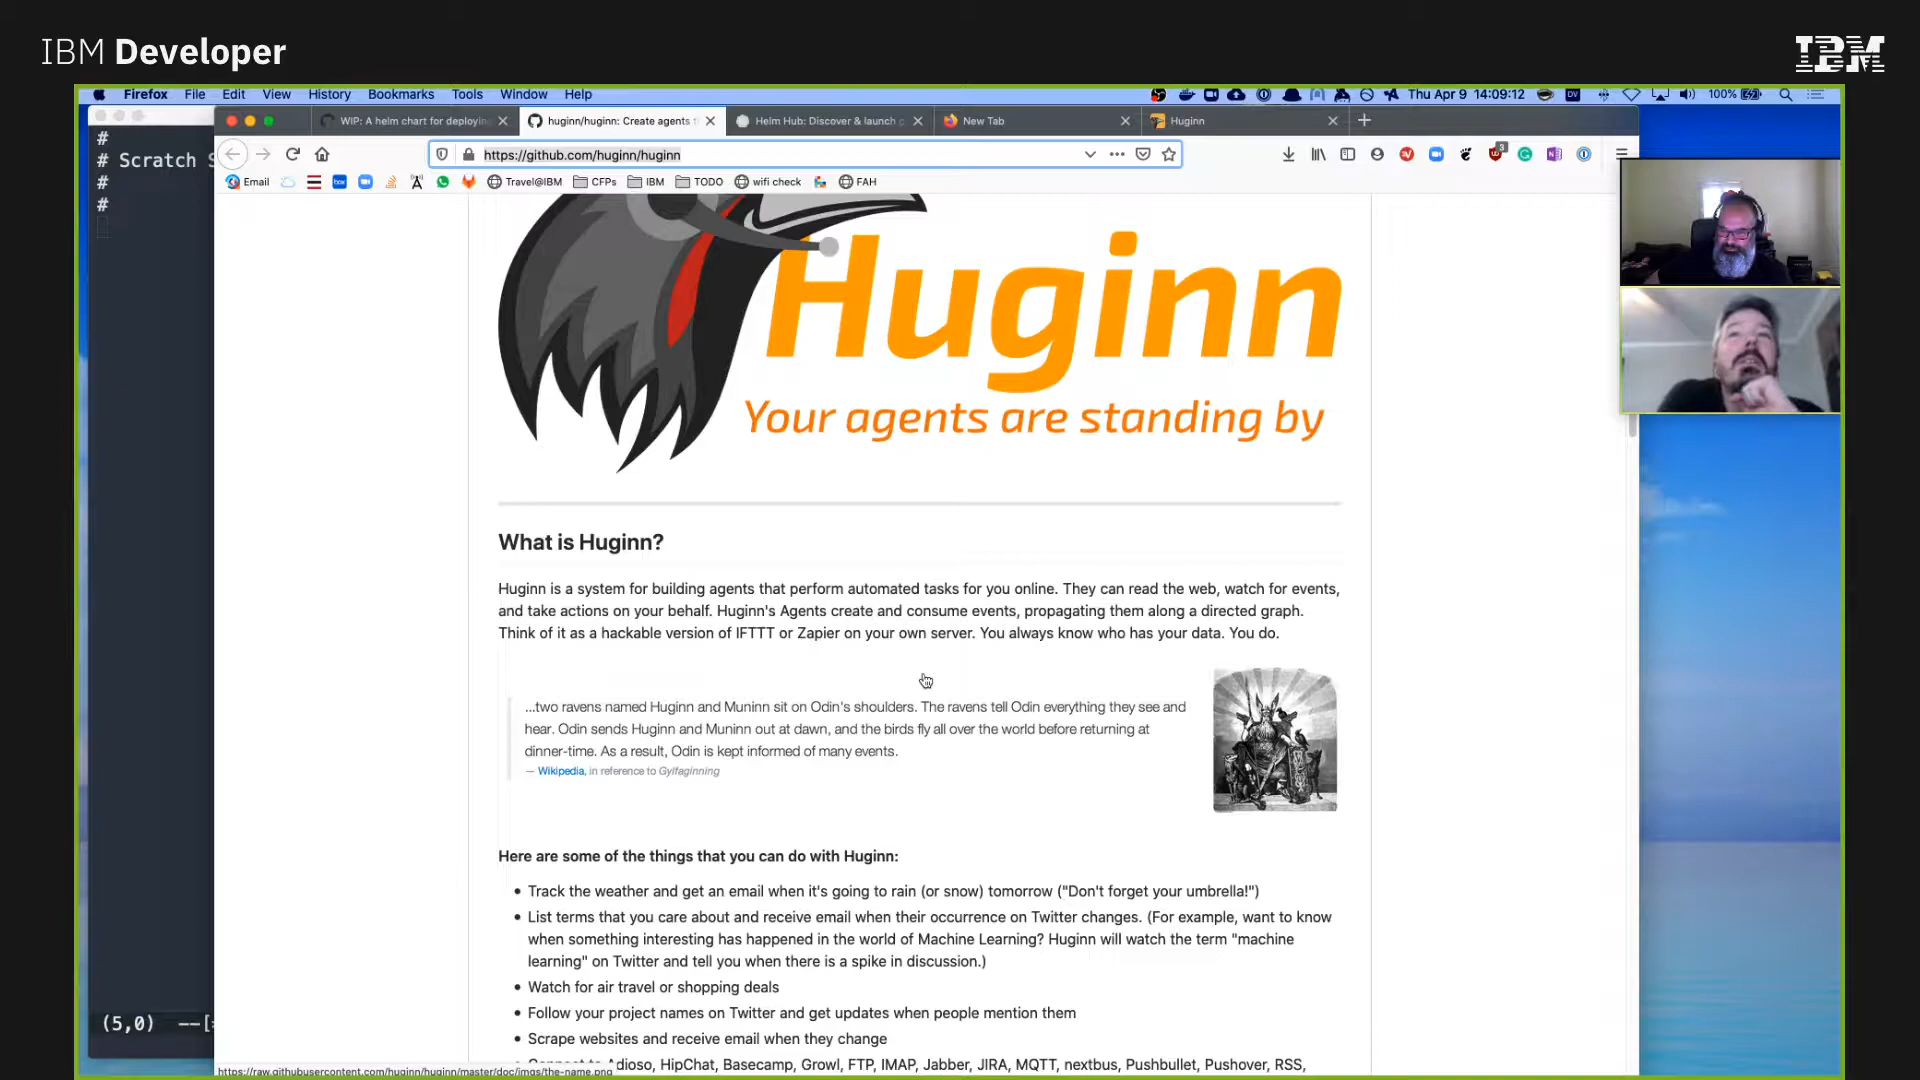 IBM Developer
IBM
Firefox File Edit View History Bookmarks Tools Window Help
Thu Apr 9 14:09:12
100%
WIP: A helm chart for deployin
huginn/huginn: Create agents t
Helm Hub: Discover & launch
New Tab
Huginn
https://github.com/huginn/huginn
3
Email
Travel@IBM
CFPs
IBM
TODO
wifi check
FAH
#
# Scratch
#
#
Huginn
Your agents are standing by
What is Huginn?
Huginn is a system for building agents that perform automated tasks for you online. They can read the web, watch for events,
and take actions on your behalf. Huginn's Agents create and consume events, propagating them along a directed graph.
Think of it as a hackable version of IFTTT or Zapier on your own server. You always know who has your data. You do.
...two ravens named Huginn and Muninn sit on Odin's shoulders. The ravens tell Odin everything they see and
hear. Odin sends Huginn and Muninn out at dawn, and the birds fly all over the world before returning at
dinner-time. As a result, Odin is kept informed of many events.
— Wikipedia, in reference to Gylfaginning
Here are some of the things that you can do with Huginn:
• Track the weather and get an email when it's going to rain (or snow) tomorrow ("Don't forget your umbrella!")
• List terms that you care about and receive email when their occurrence on Twitter changes. (For example, want to know
when something interesting has happened in the world of Machine Learning? Huginn will watch the term "machine
learning" on Twitter and tell you when there is a spike in discussion.)
• Watch for air travel or shopping deals
• Follow your project names on Twitter and get updates when people mention them
• Scrape websites and receive email when they change
Adioso, HipChat, Basecamp, Growl, FTP, IMAP, Jabber, JIRA, MQTT, nextbus, Pushbullet, Pushover, RSS,
(5,0) --[
https://raw.githubusercontent.com/huginn/huginn/master/doc/imgs/the-name.png